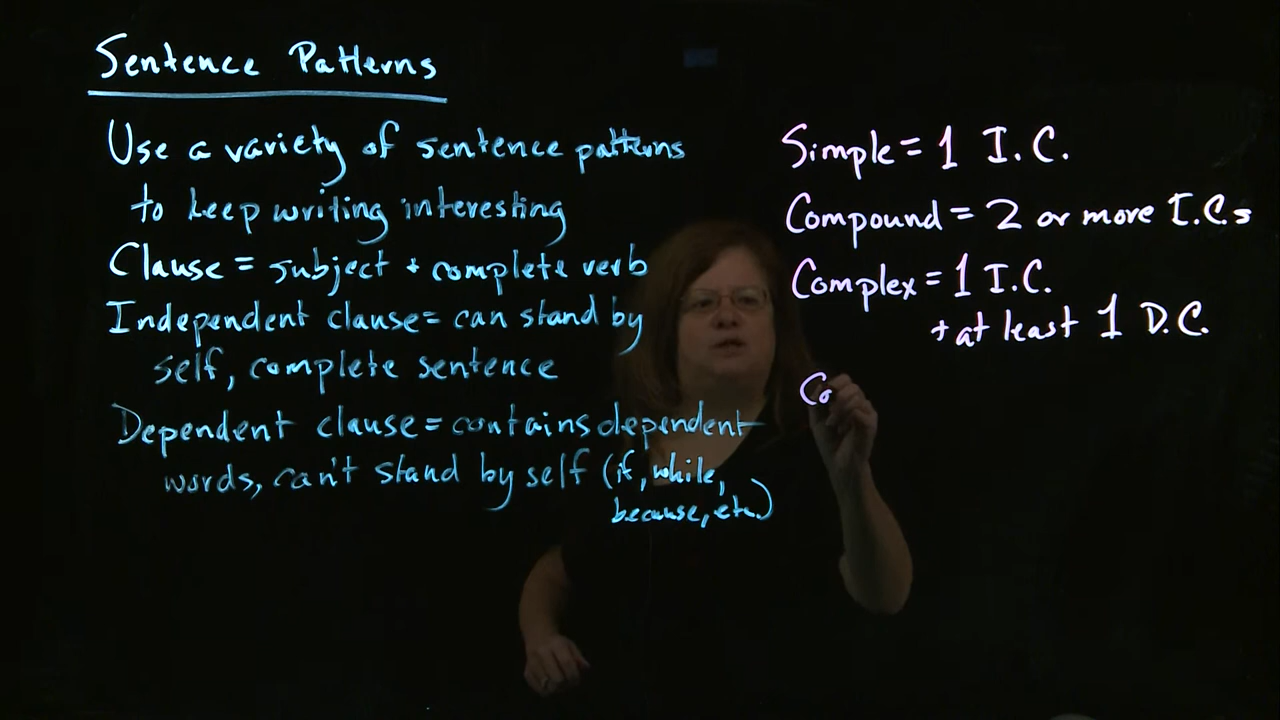 Sentence Patterns
Use a variety of sentence patterns
to keep writing interesting
Clause = subject + complete verb
Independent clause = can stand by
self, complete sentence
Dependent clause = contains dependent
words, can't stand by self (if, while,
because, etc.)
Simple = 1 I.C.
Compound = 2 or more I.C.s
Complex = 1 I.C.
+ at least 1 D.C.
Co